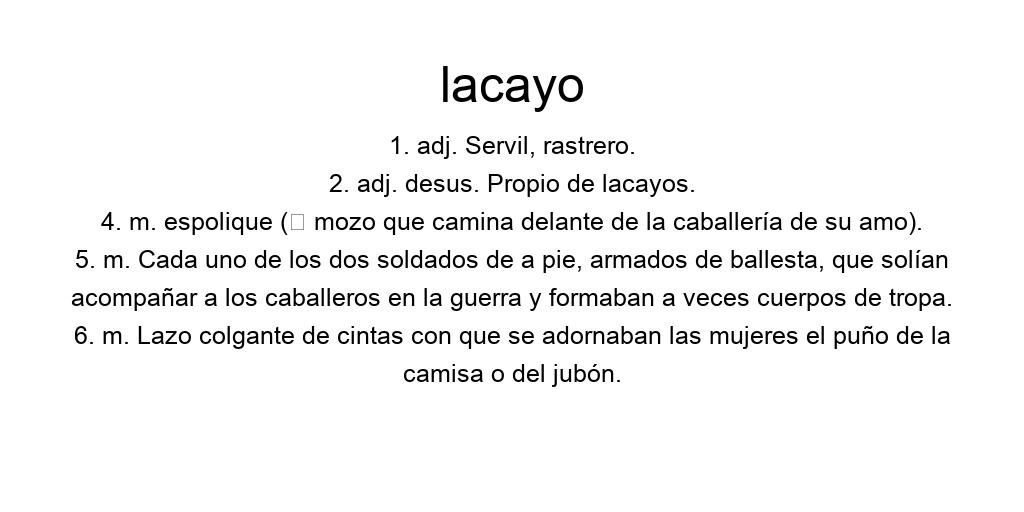 lacayo
1. adj. Servil, rastrero.
2. adj. desus. Propio de lacayos.
4. m. espolique (□ mozo que camina delante de la caballería de su amo).
5. m. Cada uno de los dos soldados de a pie, armados de ballesta, que solían
acompañar a los caballeros en la guerra y formaban a veces cuerpos de tropa.
6. m. Lazo colgante de cintas con que se adornaban las mujeres el puño de la
camisa o del jubón.